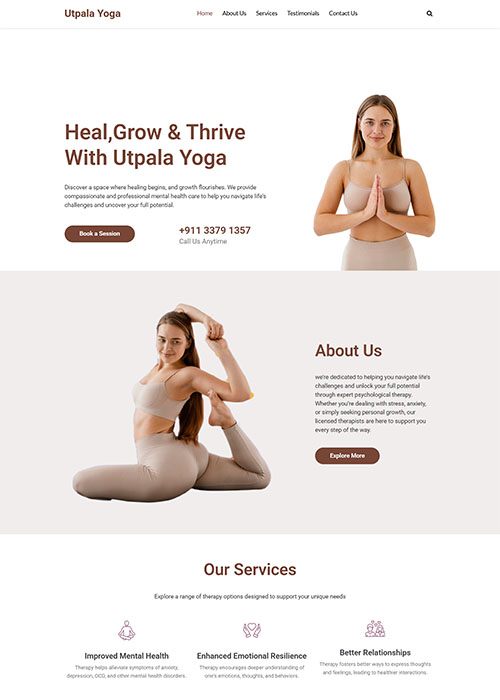 Utpala Yoga
Home About Us Services Testimonials Contact Us
Heal,Grow & Thrive
With Utpala Yoga
Discover a space where healing begins, and growth flourishes. We provide
compassionate and professional mental health care to help you navigate life's
challenges and uncover your full potential.
Book a Session
+911 3379 1357
Call Us Anytime
About Us
we're dedicated to helping you navigate life's
challenges and unlock your full potential
through expert psychological therapy.
Whether you're dealing with stress, anxiety,
or simply seeking personal growth, our
licensed therapists are here to support you
every step of the way.
Explore More
Our Services
Explore a range of therapy options designed to support your unique needs
Improved Mental Health
Therapy helps alleviate symptoms of anxiety,
depression, OCD, and other mental health disorders.
Enhanced Emotional Resilience
Therapy encourages deeper understanding of
one's emotions, thoughts, and behaviors.
Better Relationships
Therapy fosters better ways to express thoughts
and feelings, leading to healthier interactions.